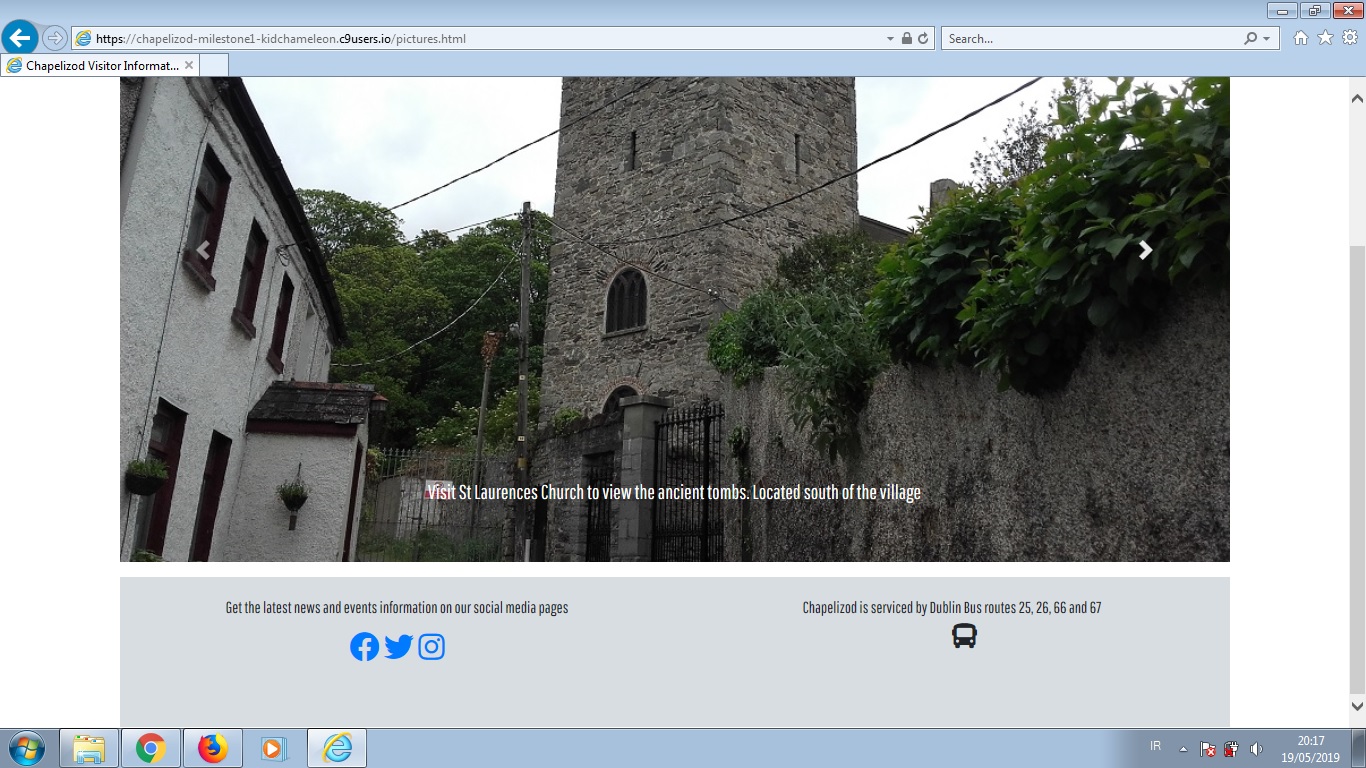 https://chapelizod-milestone1-kidchameleon.c9users.io/pictures.html
Search...
Chapelizod Visitor Informat...
Visit St Laurences Church to view the ancient tombs. Located south of the village
Get the latest news and events information on our social media pages
Chapelizod is serviced by Dublin Bus routes 25, 26, 66 and 67
IR
20:17
19/05/2019